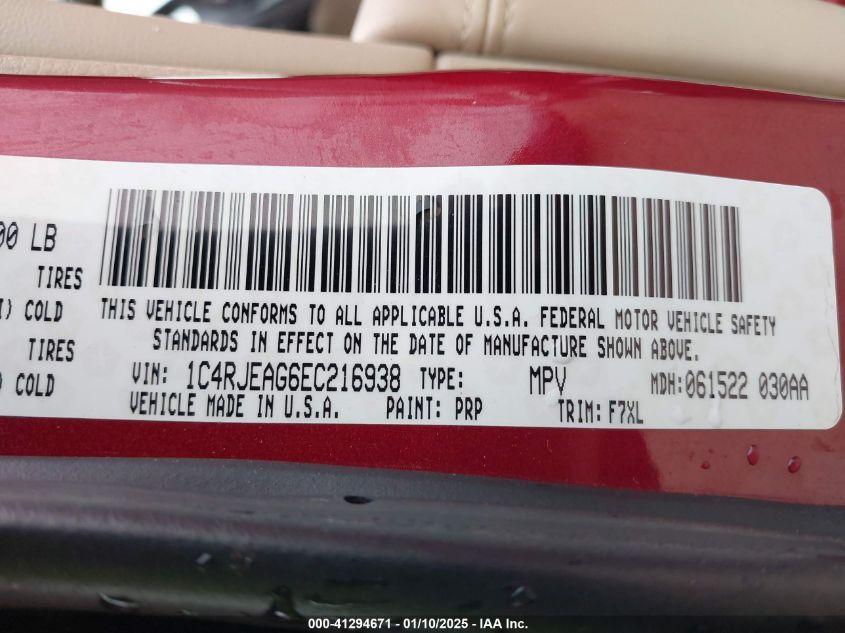 00 LB
TIRES
COLD
TIRES
COLD
THIS VEHICLE CONFORMS TO ALL APPLICABLE U.S.A. FEDERAL MOTOR VEHICLE SAFETY
STANDARDS IN EFFECT ON THE DATE OF MANUFACTURE SHOWN ABOVE.
VIN: 1C4RJEAG6EC216938 TYPE: MPV MDH:061522 030AA
VEHICLE MADE IN U.S.A. PAINT: PRP TRIM: F7XL
000-41294671 - 01/10/2025 - IAA Inc.